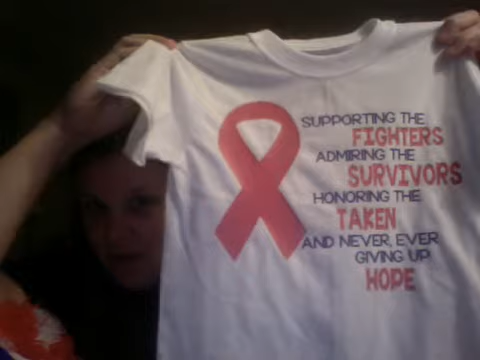 SUPPORTING THE
FIGHTERS
ADMIRING THE
SURVIVORS
HONORING THE
TAKEN
AND NEVER, EVER
GIVING UP
HOPE